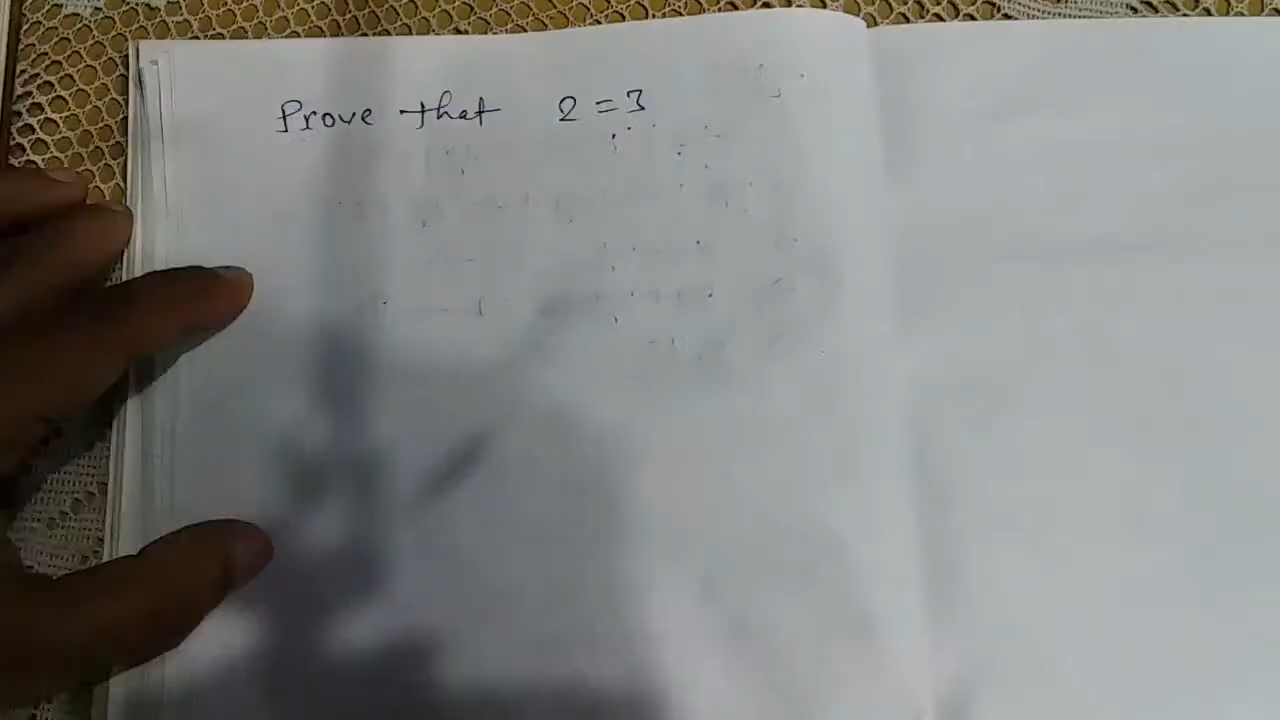 Prove that 2 = 3